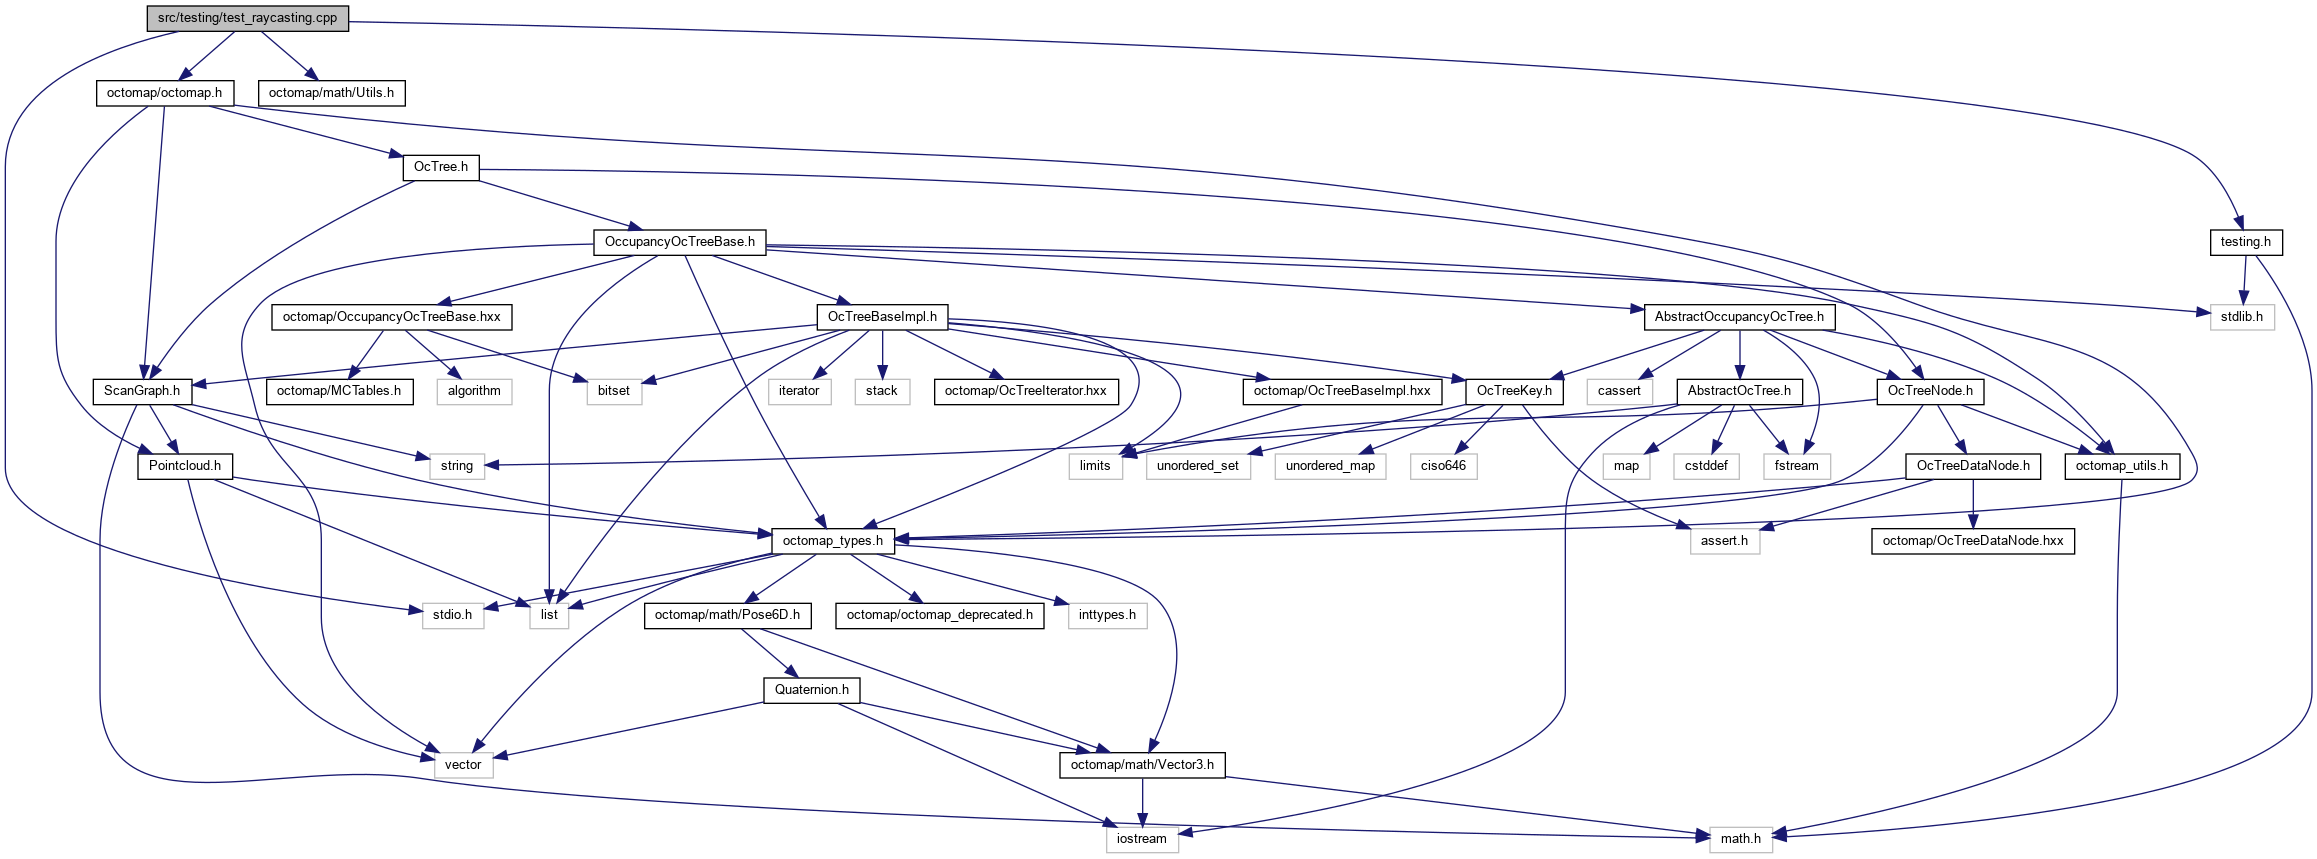 src/testing/test_raycasting.cpp
octomap/octomap.h
octomap/math/Utils.h
OcTree.h
OccupancyOcTreeBase.h
testing.h
octomap/OccupancyOcTreeBase.hxx
OcTreeBaseImpl.h
AbstractOccupancyOcTree.h
stdlib.h
ScanGraph.h
octomap/MCTables.h
algorithm
bitset
iterator
stack
octomap/OcTreeIterator.hxx
octomap/OcTreeBaseImpl.hxx
OcTreeKey.h
cassert
AbstractOcTree.h
OcTreeNode.h
Pointcloud.h
string
limits
unordered_set
unordered_map
ciso646
map
cstddef
fstream
OcTreeDataNode.h
octomap_utils.h
octomap_types.h
assert.h
octomap/OcTreeDataNode.hxx
stdio.h
list
octomap/math/Pose6D.h
octomap/octomap_deprecated.h
inttypes.h
Quaternion.h
vector
octomap/math/Vector3.h
iostream
math.h